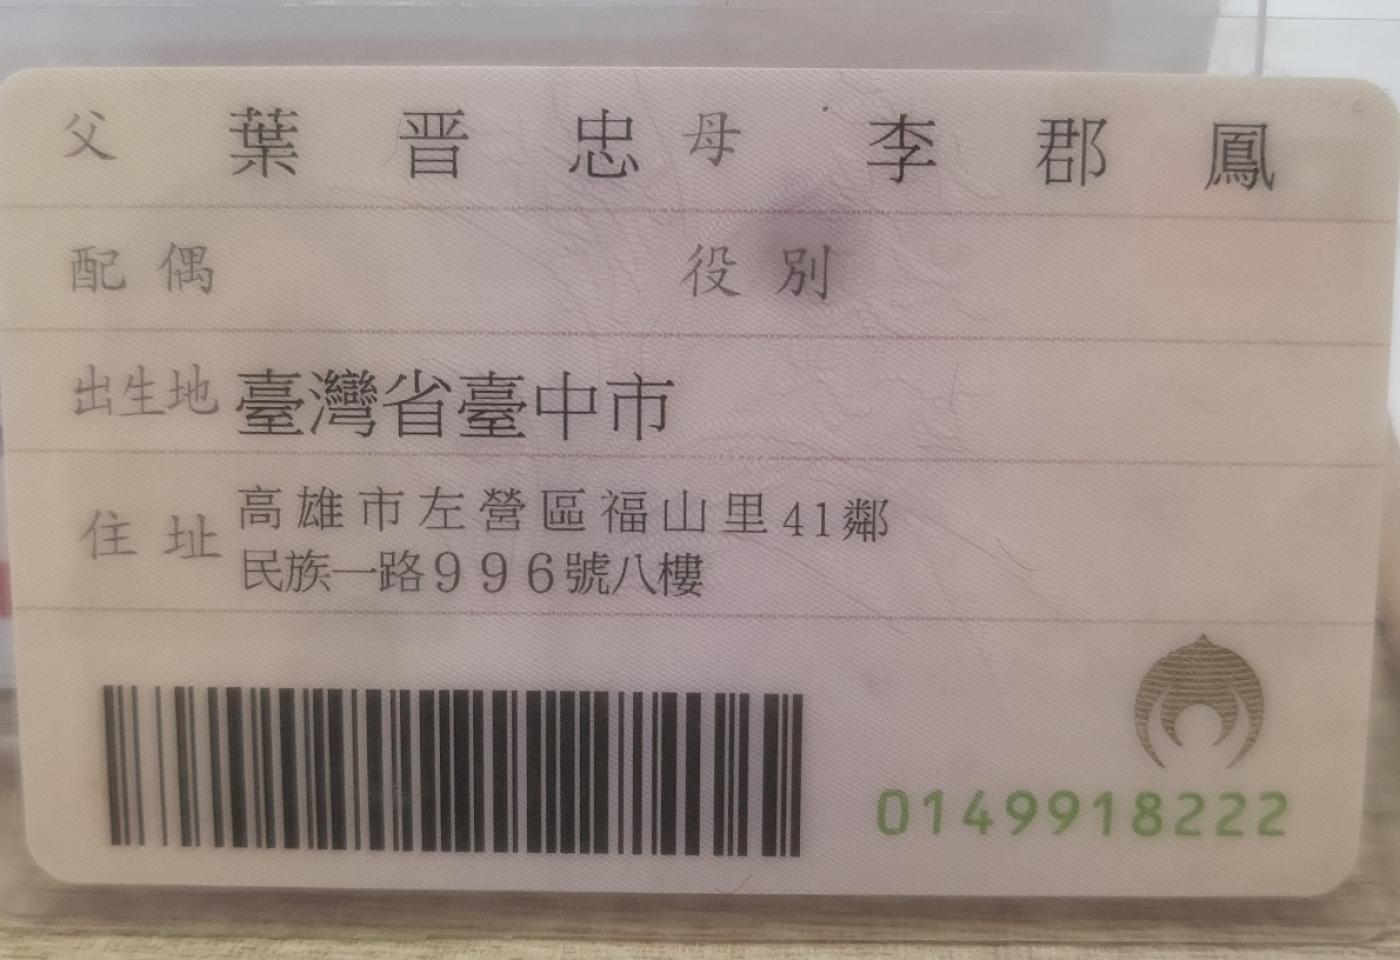 父 葉晋忠 母 李郡鳳
配偶 役別
出生地 臺灣省臺中市
住址 高雄市左營區福山里41鄰
民族一路996號八樓
0149918222